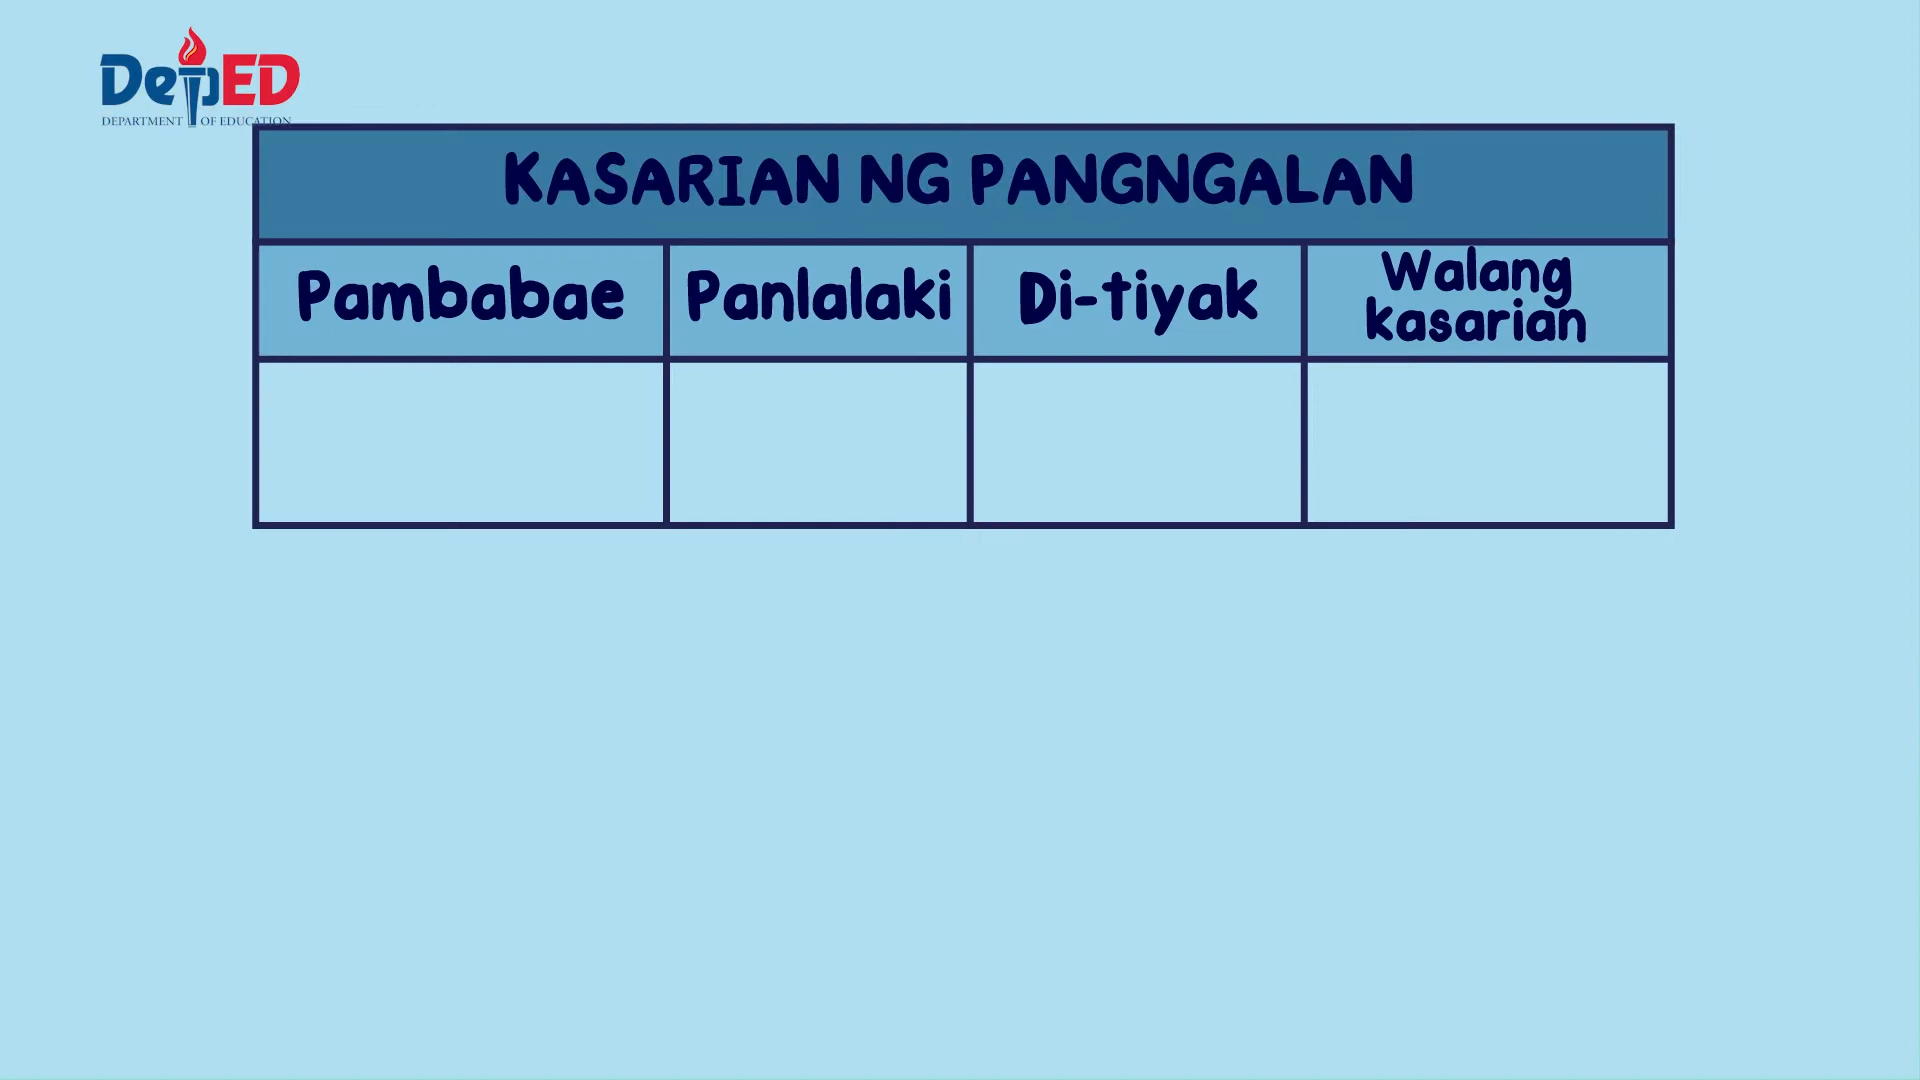 DepED
DEPARTMENT OF EDUCATION
KASARIAN NG PANGNGALAN
Pambabae
Panlalaki
Di-tiyak
Walang
kasarian